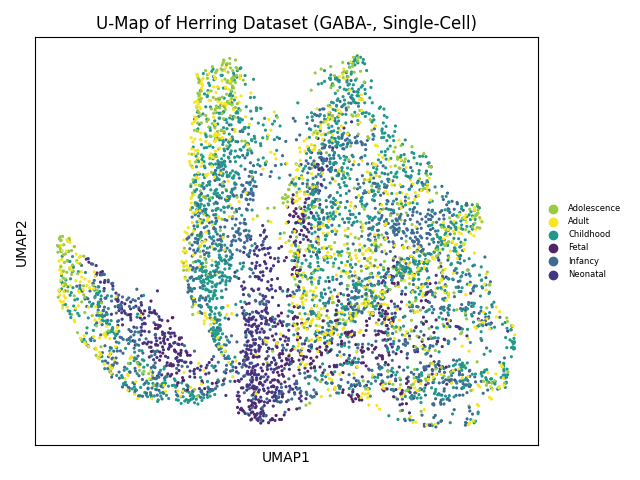 U-Map of Herring Dataset (GABA-, Single-Cell)
UMAP2
Adolescence
Adult
Childhood
Fetal
Infancy
Neonatal
UMAP1